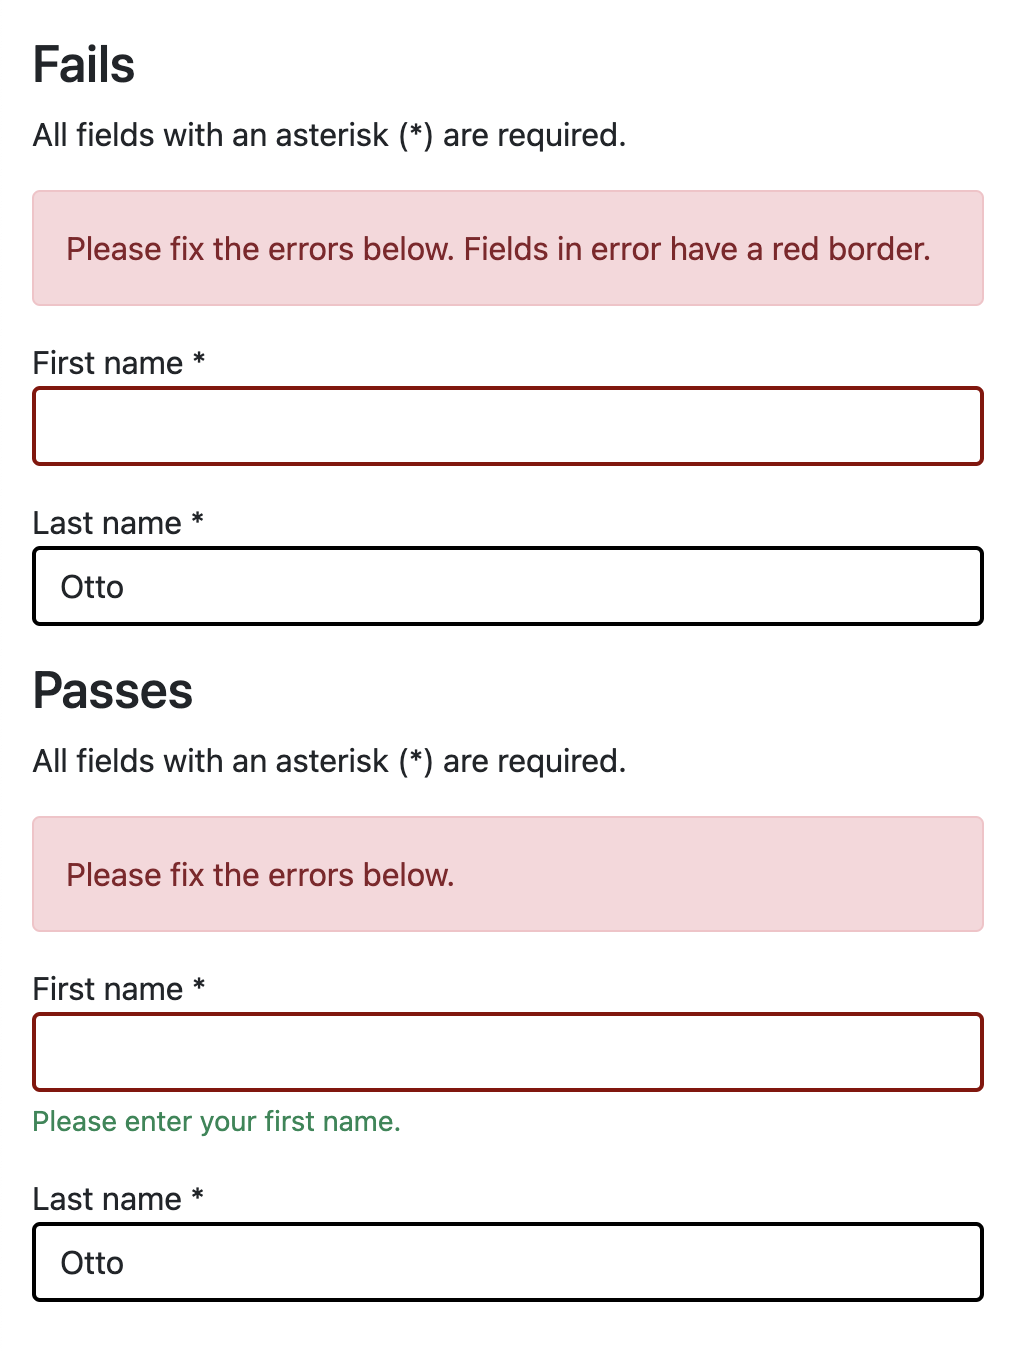 Fails
All fields with an asterisk (*) are required.
Please fix the errors below. Fields in error have a red border.
First name *
Last name *
Otto
Passes
All fields with an asterisk (*) are required.
Please fix the errors below.
First name *
Please enter your first name.
Last name *
Otto